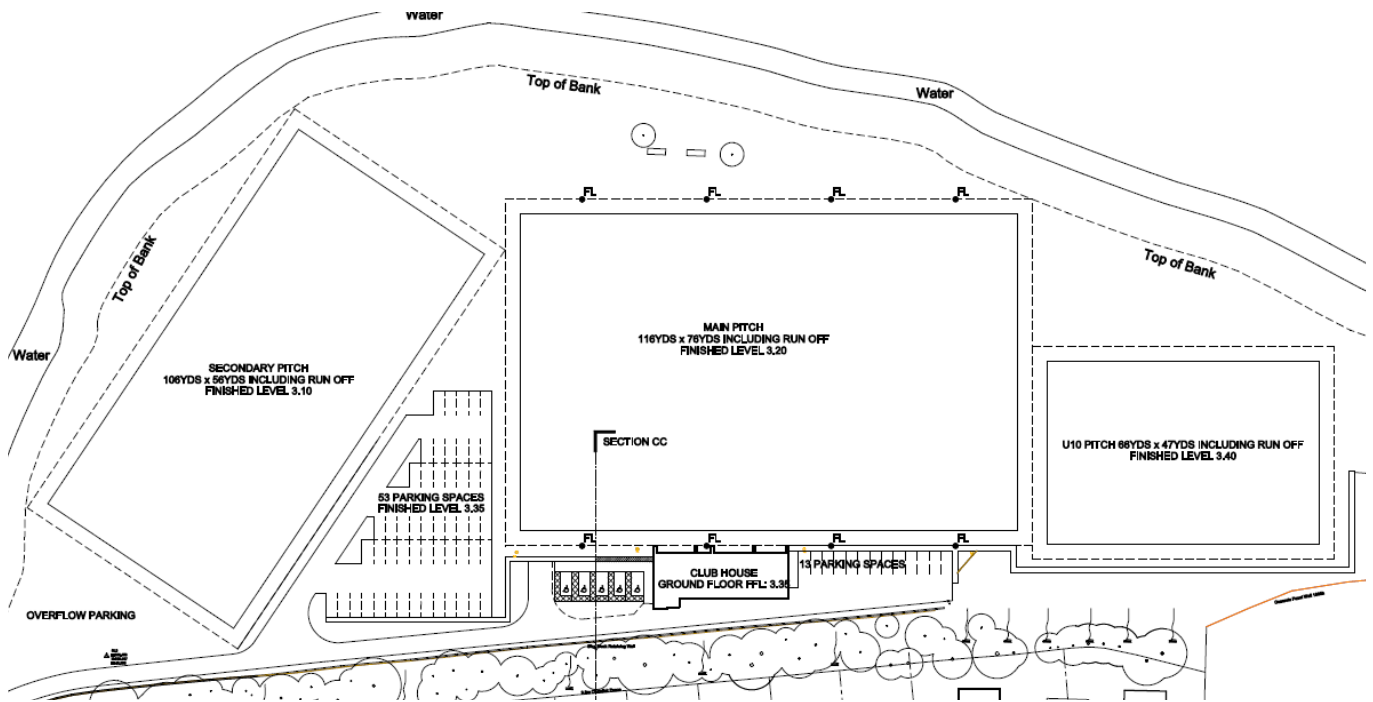 Water
Top of Bank
Water
FL
FL
FL
FL
Top of Bank
Top of Bank
Water
MAIN PITCH
116YDS x 76YDS INCLUDING RUN OFF
FINISHED LEVEL 3.20
SECONDARY PITCH
106YDS x 56YDS INCLUDING RUN OFF
FINISHED LEVEL 3.10
SECTION CC
U10 PITCH 66YDS x 47YDS INCLUDING RUN OFF
FINISHED LEVEL 3.40
53 PARKING SPACES
FINISHED LEVEL 3.35
FL
FL
FL
FL
13 PARKING SPACES
CLUB HOUSE
GROUND FLOOR FFL: 3.35
OVERFLOW PARKING